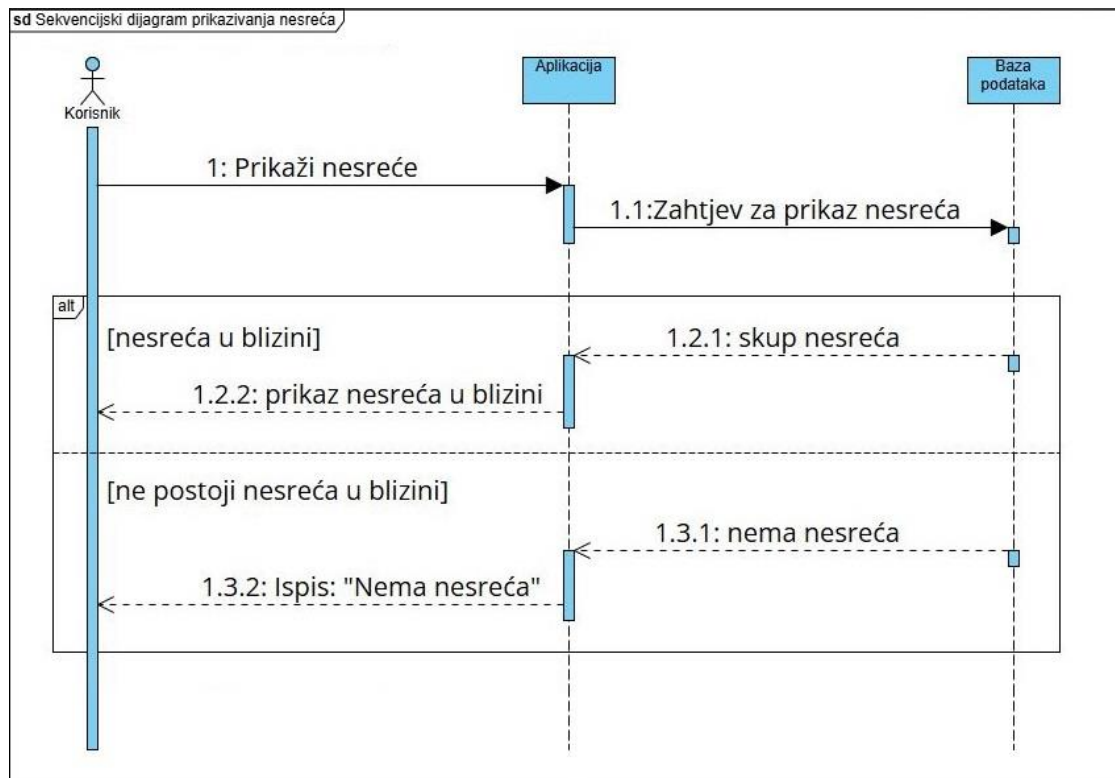 sd Sekvencijski dijagram prikazivanja nesreća
Korisnik
Aplikacija
Baza
podataka
1: Prikaži nesreće
1.1:Zahtjev za prikaz nesreća
alt
[nesreća u blizini]
1.2.1: skup nesreća
1.2.2: prikaz nesreća u blizini
[ne postoji nesreća u blizini]
1.3.1: nema nesreća
1.3.2: Ispis: "Nema nesreća"